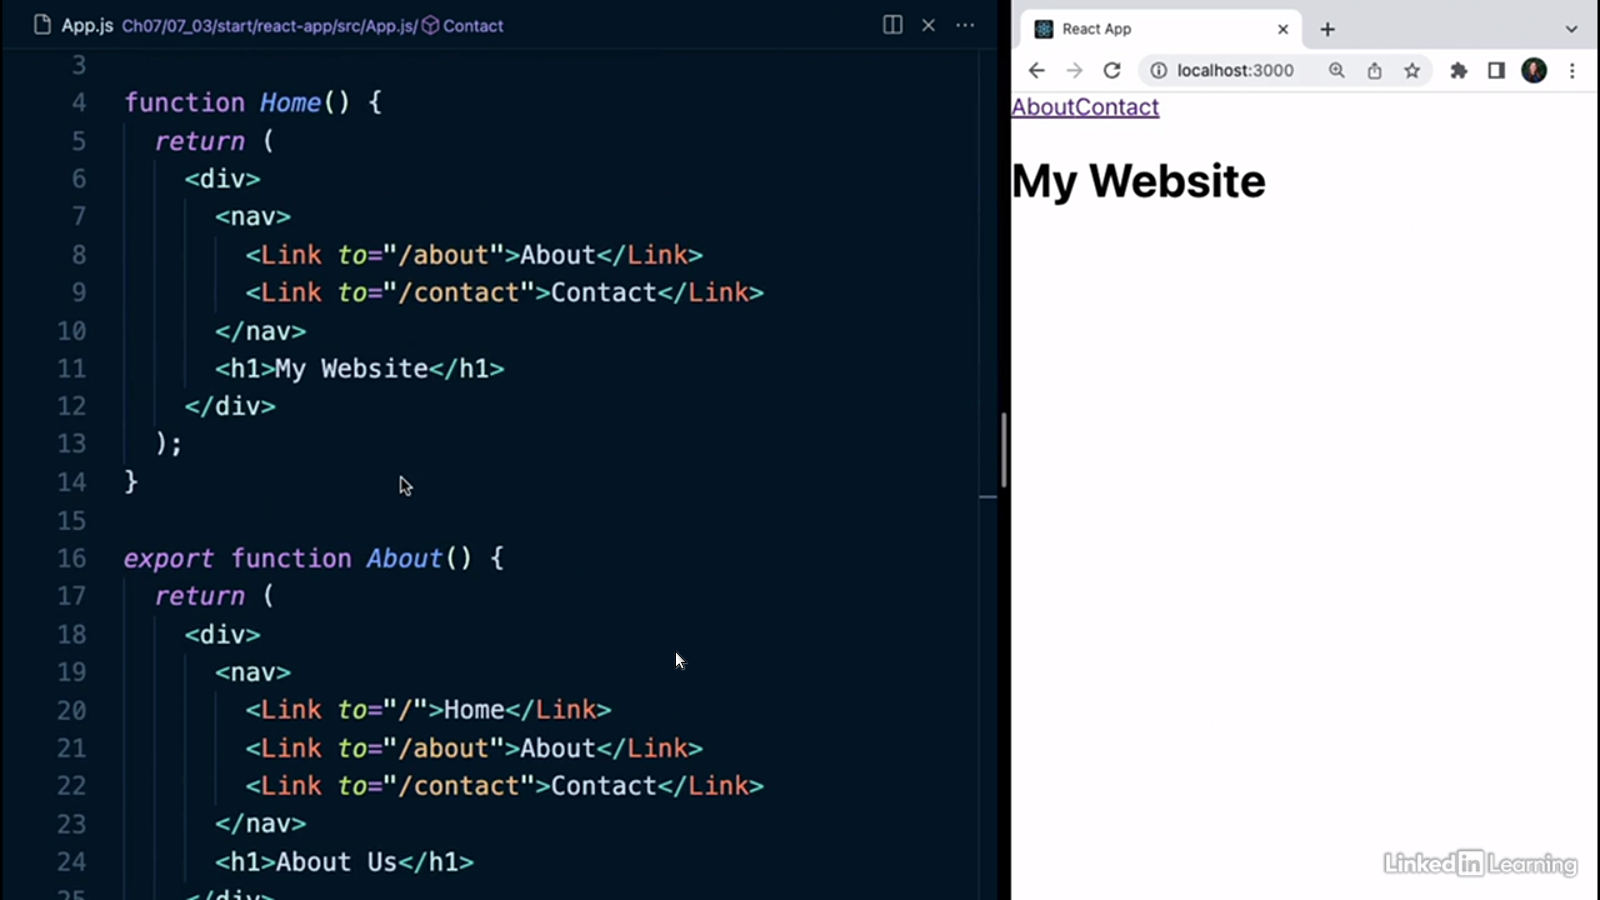 App.js Ch07/07_03/start/react-app/src/App.js/ Contact
3
4 function Home() {
5 return (
6 <div>
7 <nav>
8 <Link to="/about">About</Link>
9 <Link to="/contact">Contact</Link>
10 </nav>
11 <h1>My Website</h1>
12 </div>
13 );
14 }
15
16 export function About() {
17 return (
18 <div>
19 <nav>
20 <Link to="/">Home</Link>
21 <Link to="/about">About</Link>
22 <Link to="/contact">Contact</Link>
23 </nav>
24 <h1>About Us</h1>
25 </div>
React App
localhost:3000
AboutContact
My Website
Linked in Learning